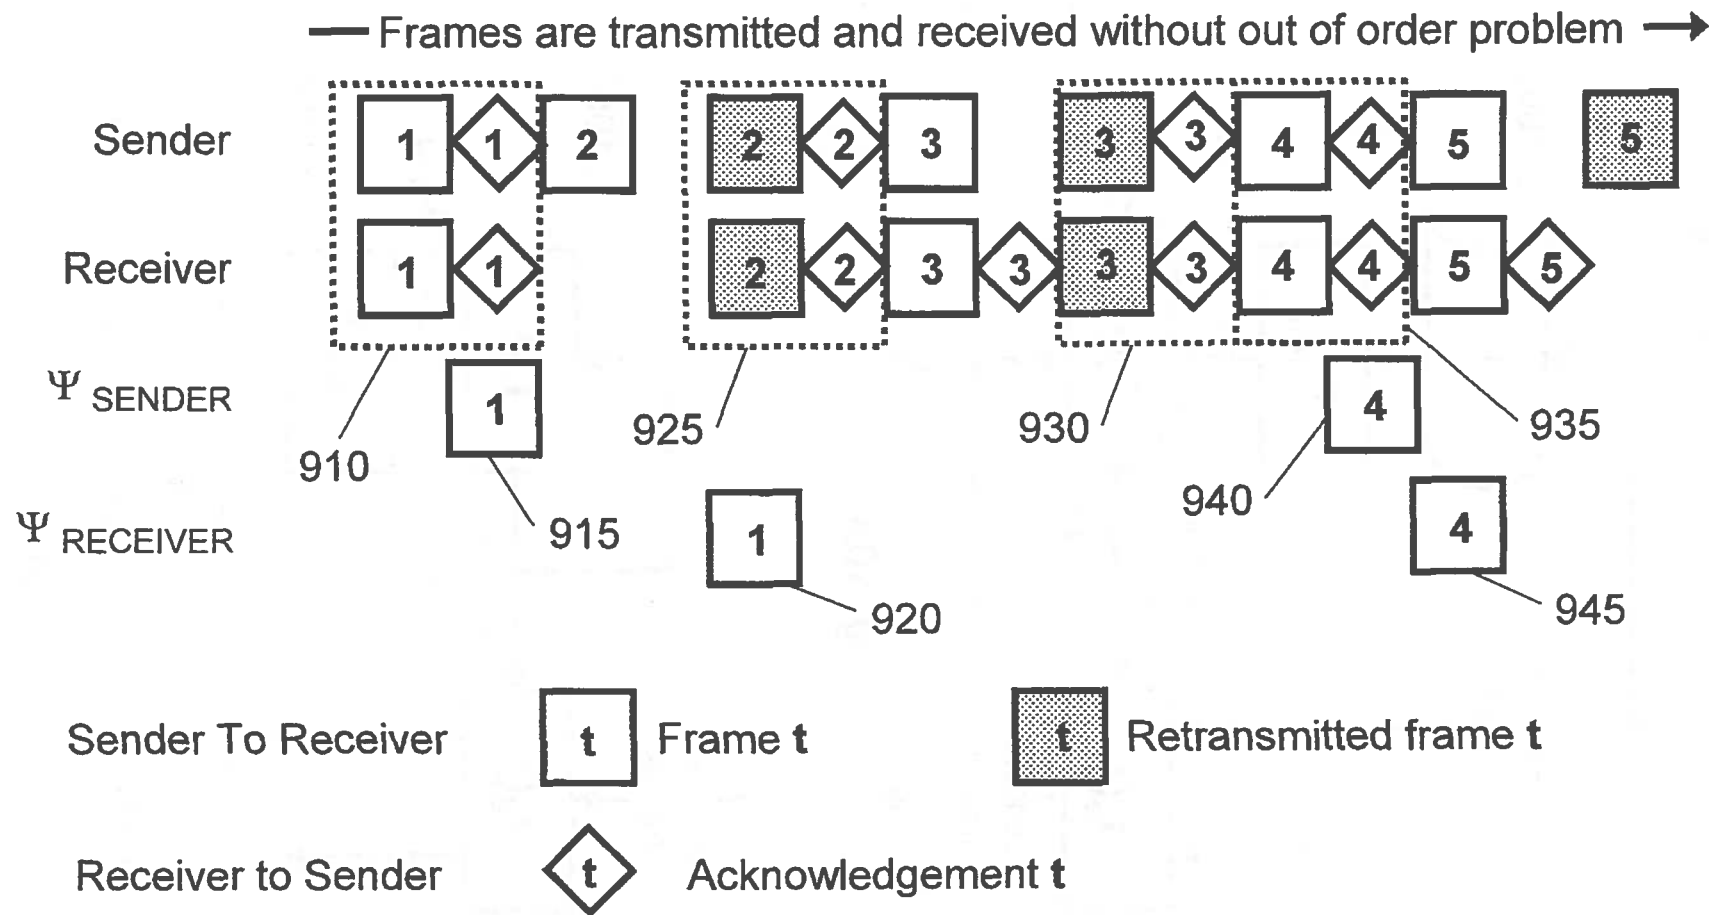 Frames are transmitted and received without out of order problem
Sender 1 1 2 2 2 3 3 3 4 4 5 5
Receiver 1 1 2 2 3 3 3 3 4 4 5 5
Ψ SENDER 1 4
910 925 930 935
940
Ψ RECEIVER 1 4
915
920 945
Sender To Receiver t Frame t t Retransmitted frame t
Receiver to Sender t Acknowledgement t